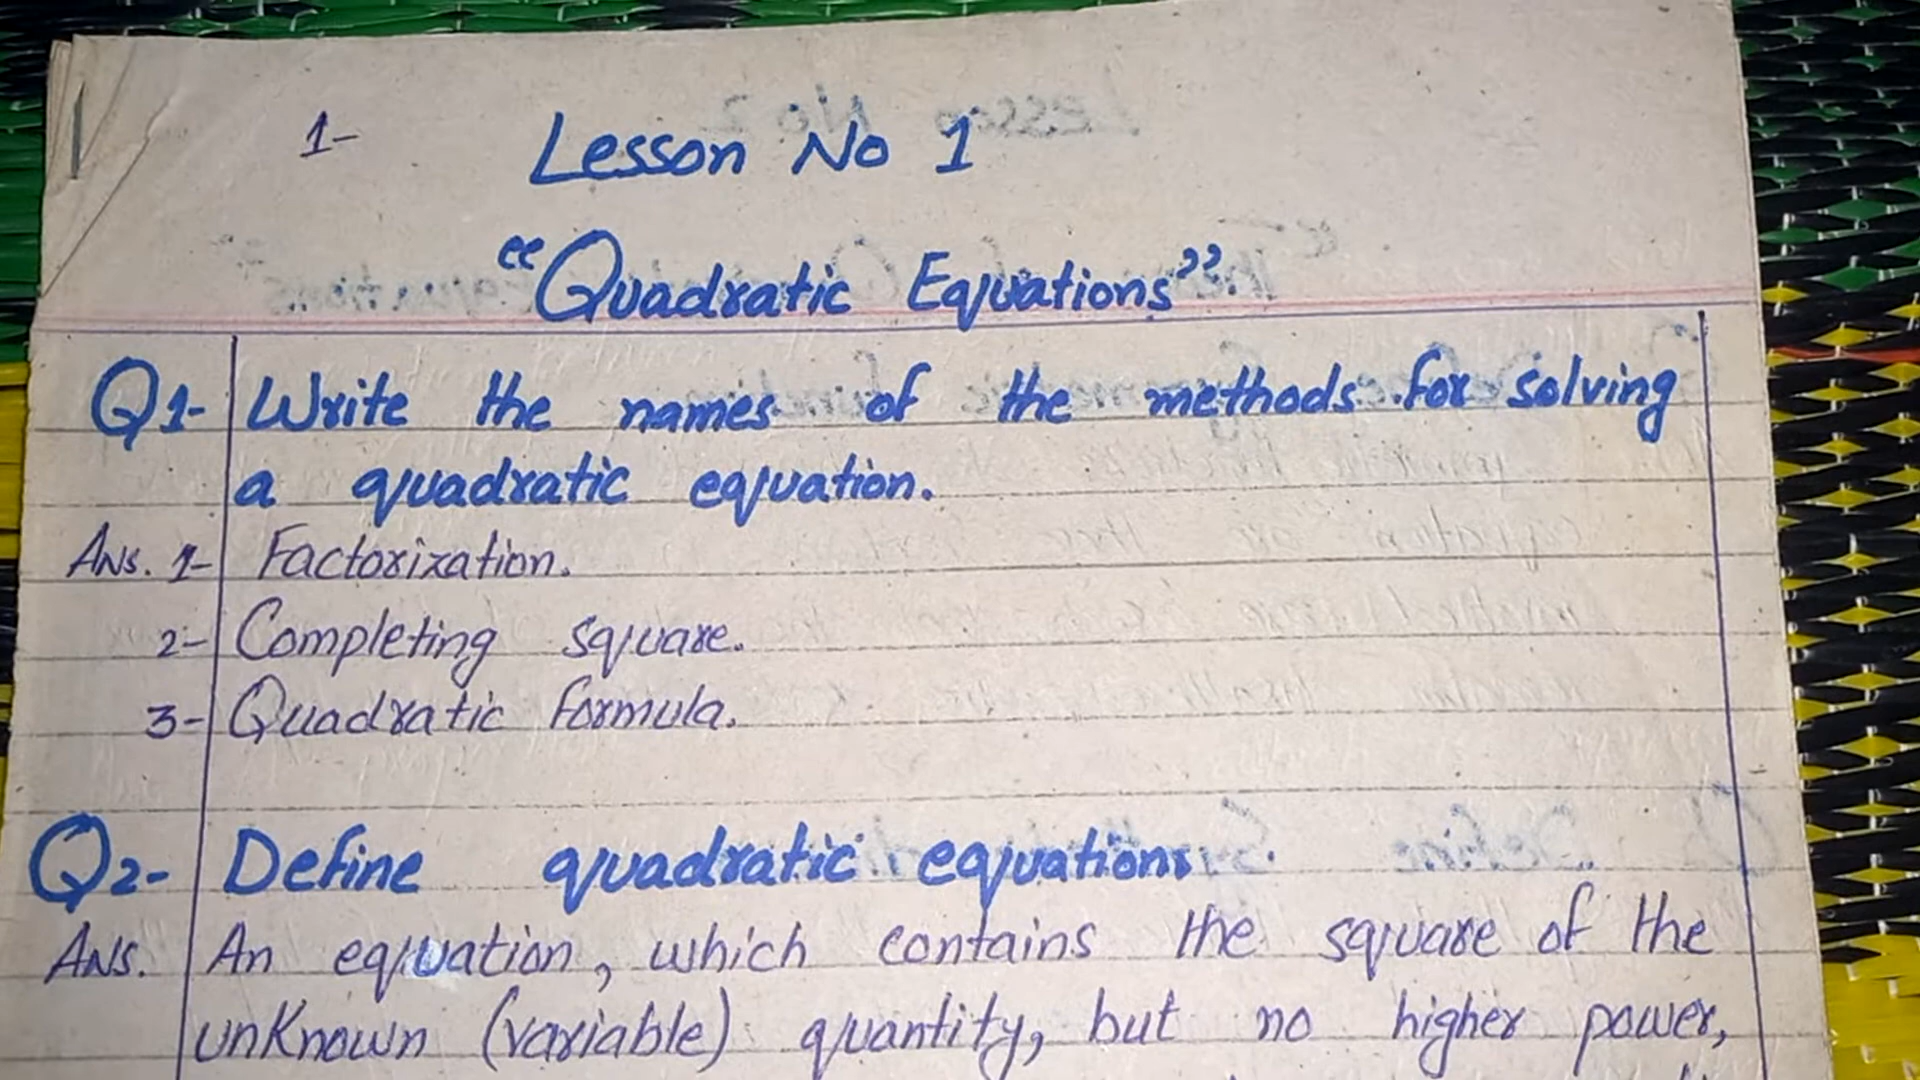 1- Lesson No 1
"Quadratic Equations"
Q1- Write the names of the methods for solving
a quadratic equation.
Ans. 1- Factorization.
2- Completing square.
3- Quadratic formula.
Q2- Define quadratic equations
Ans. An equation, which contains the square of the
unknown (variable) quantity, but no higher power,